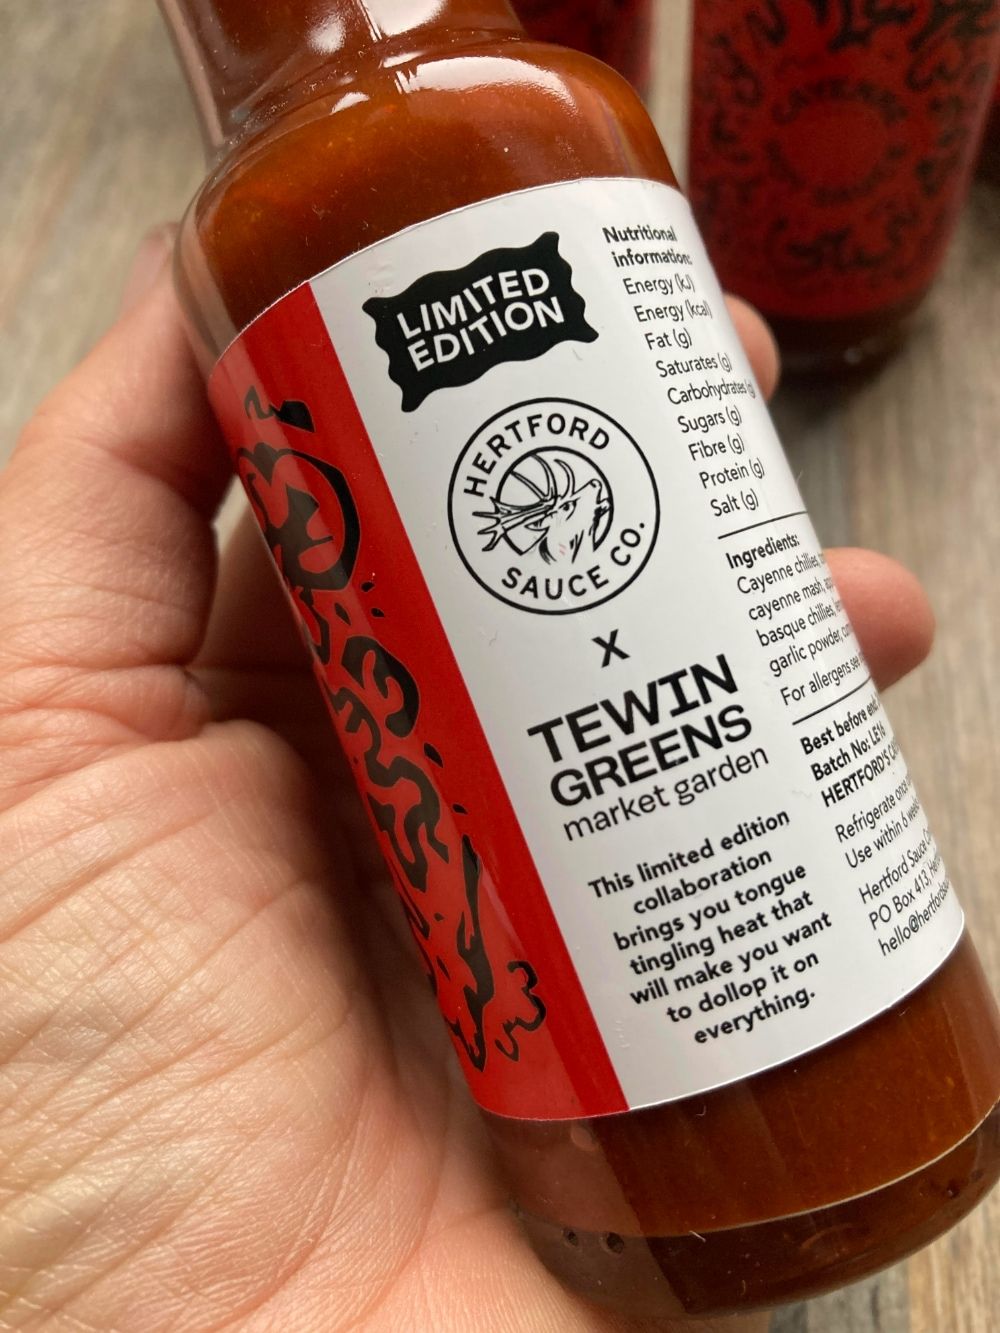 LIMITED
EDITION
HERTFORD
SAUCE CO.
X
TEWIN
GREENS
market garden
This limited edition
collaboration
brings you tongue
tingling heat that
will make you want
to dollop it on
everything.
Nutritional
information:
Energy (kJ)
Energy (kcal)
Fat (g)
Saturates (g)
Carbohydrates (g)
Sugars (g)
Fibre (g)
Protein (g)
Salt (g)
Ingredients:
Cayenne chillies,
cayenne mash,
basque chillies,
garlic powder,
For allergens see
Best before end:
Batch No: LE16
HERTFORD'S
Refrigerate once
Use within 6
Hertford Sauce
PO Box 413,
CAYENNE